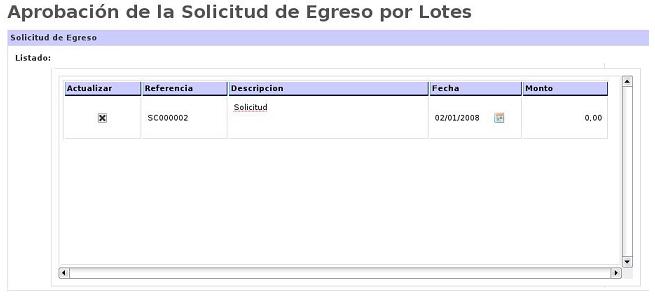 Aprobación de la Solicitud de Egreso por Lotes
Solicitud de Egreso
Listado:
Actualizar Referencia Descripcion Fecha Monto
SC000002 Solicitud 02/01/2008 0,00